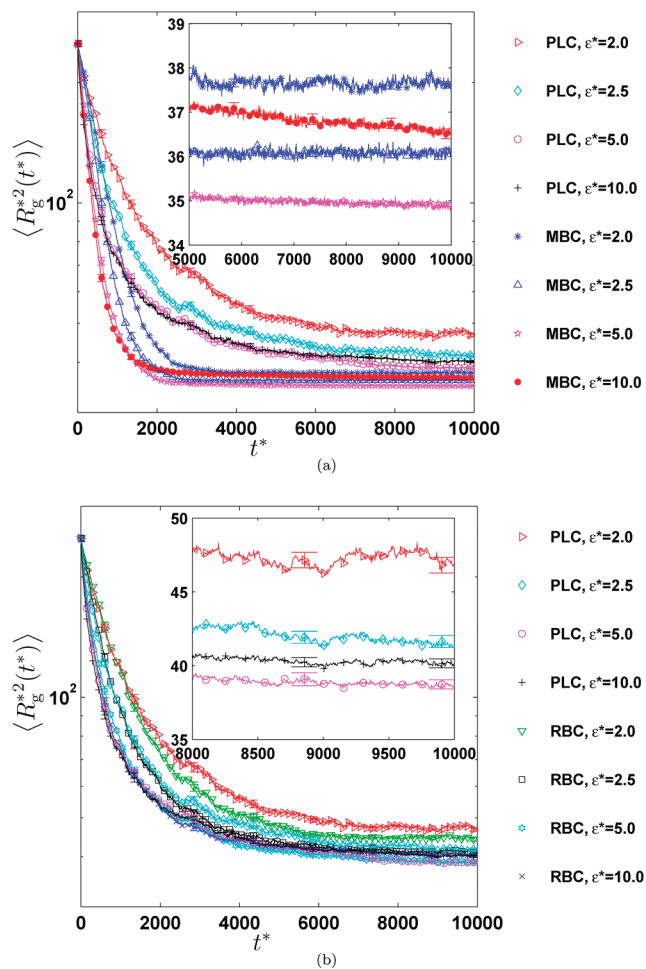 39
38
37
36
35
34
5000 6000 7000 8000 9000 10000
10²
⟨R*²g(t*)⟩
0 2000 4000 6000 8000 10000
t*
PLC, ε*=2.0
PLC, ε*=2.5
PLC, ε*=5.0
PLC, ε*=10.0
MBC, ε*=2.0
MBC, ε*=2.5
MBC, ε*=5.0
MBC, ε*=10.0
(a)
50
45
40
35
8000 8500 9000 9500 10000
10²
⟨R*²g(t*)⟩
0 2000 4000 6000 8000 10000
t*
PLC, ε*=2.0
PLC, ε*=2.5
PLC, ε*=5.0
PLC, ε*=10.0
RBC, ε*=2.0
RBC, ε*=2.5
RBC, ε*=5.0
RBC, ε*=10.0
(b)